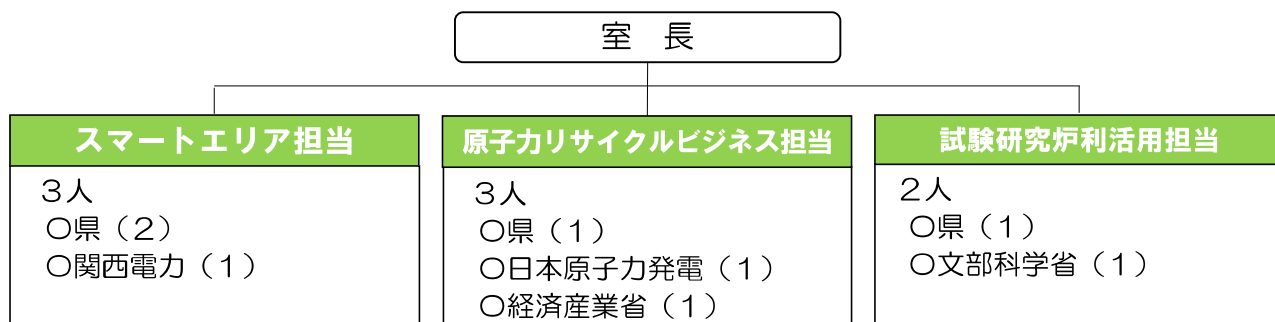 室　長
スマートエリア担当
3人
○県（2）
○関西電力（1）
原子力リサイクルビジネス担当
3人
○県（1）
○日本原子力発電（1）
○経済産業省（1）
試験研究炉利活用担当
2人
○県（1）
○文部科学省（1）